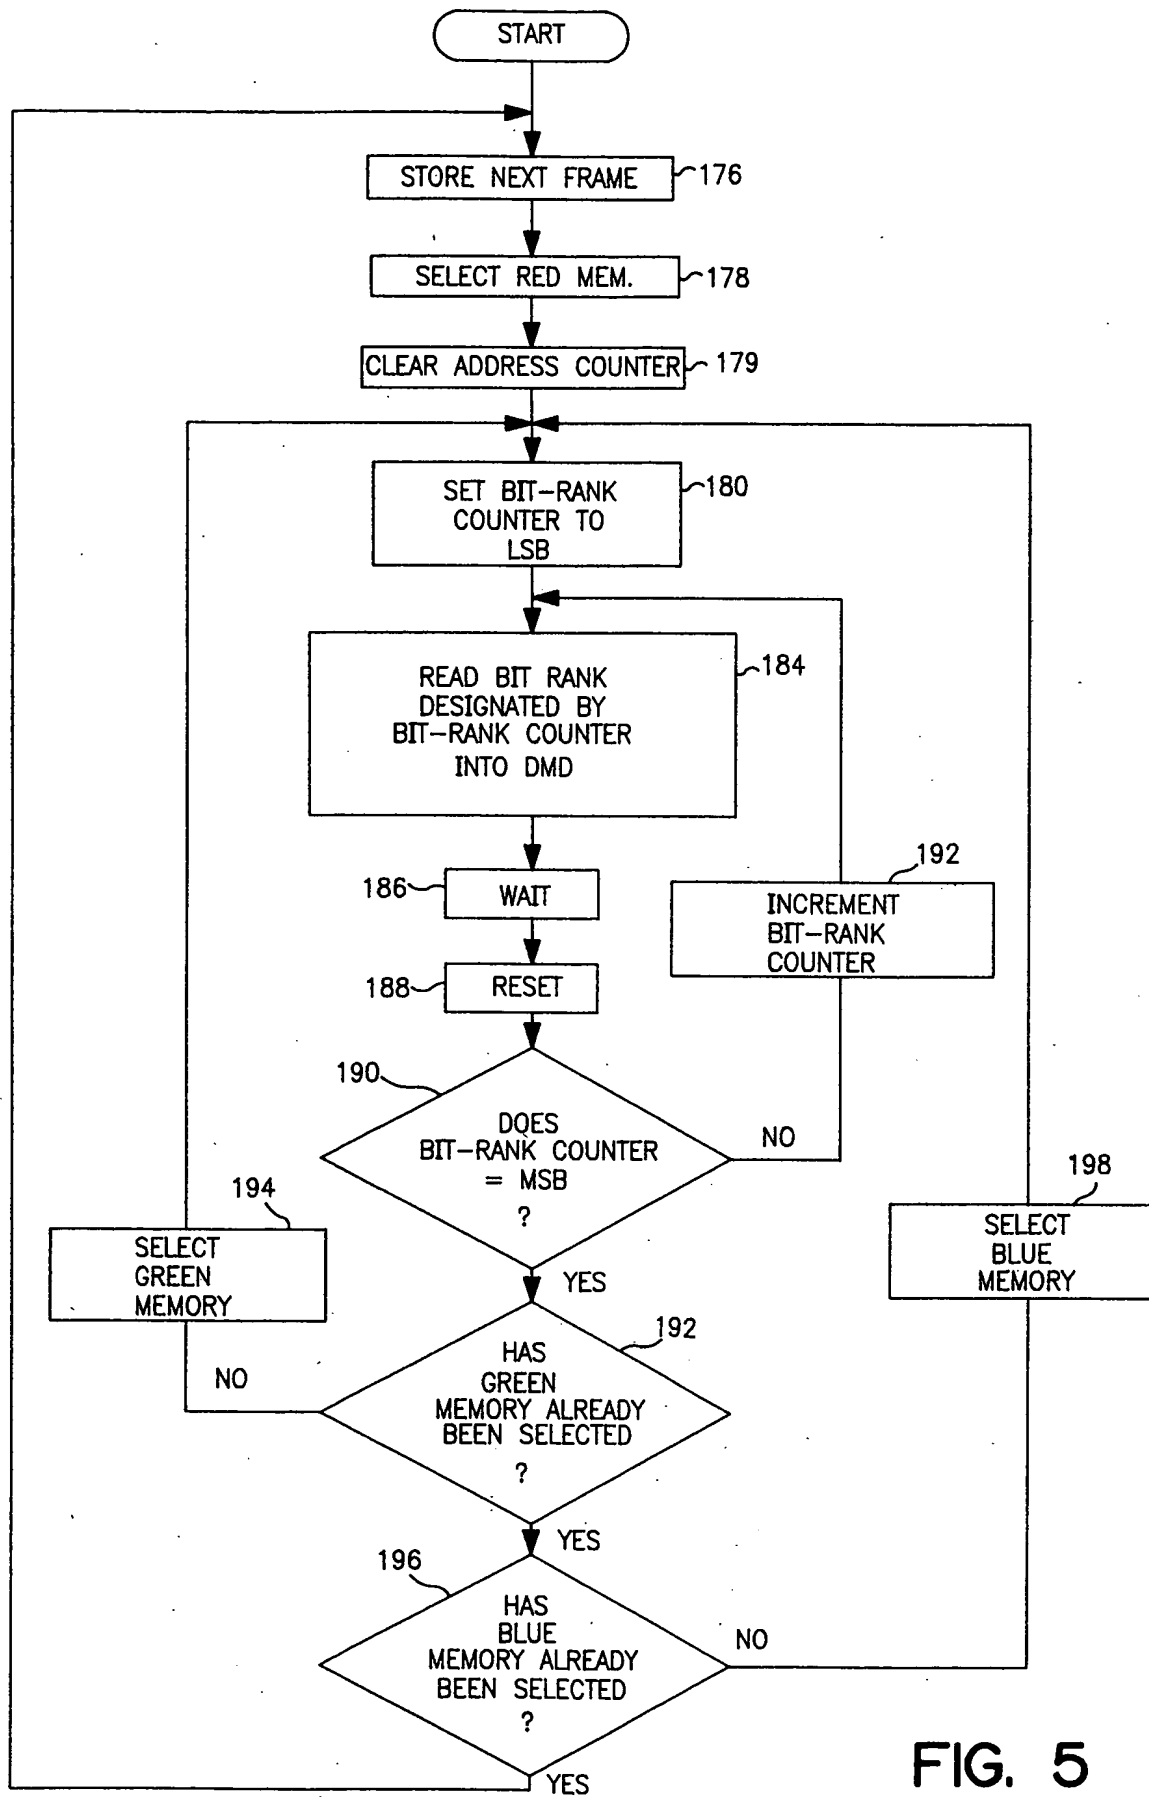 START
STORE NEXT FRAME
176
SELECT RED MEM.
178
CLEAR ADDRESS COUNTER
179
SET BIT-RANK
COUNTER TO
LSB
180
READ BIT RANK
DESIGNATED BY
BIT-RANK COUNTER
INTO DMD
184
186
WAIT
192
INCREMENT
BIT-RANK
COUNTER
188
RESET
190
DOES
BIT-RANK COUNTER
= MSB
?
NO
YES
194
SELECT
GREEN
MEMORY
198
SELECT
BLUE
MEMORY
192
HAS
GREEN
MEMORY ALREADY
BEEN SELECTED
?
NO
YES
196
HAS
BLUE
MEMORY ALREADY
BEEN SELECTED
?
NO
YES
FIG. 5